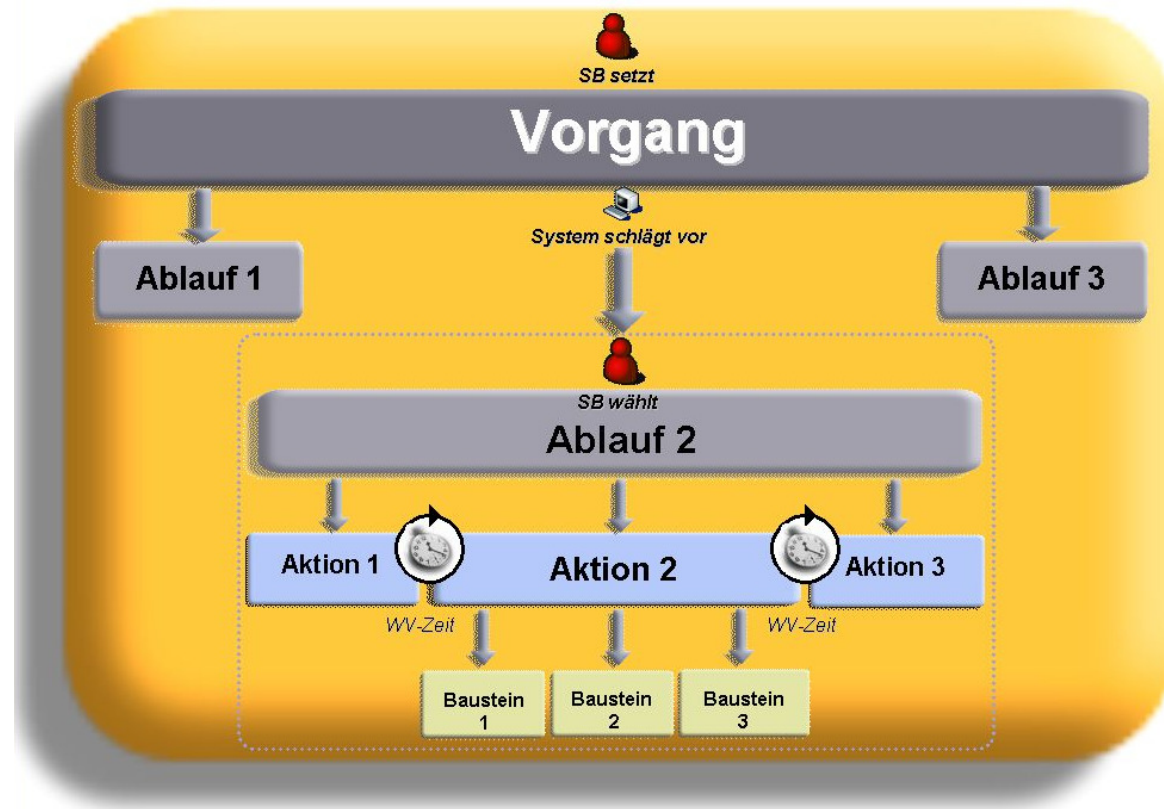 SB setzt
Vorgang
System schlägt vor
Ablauf 1
Ablauf 3
SB wählt
Ablauf 2
Aktion 1
Aktion 2
Aktion 3
WV-Zeit
WV-Zeit
Baustein
1
Baustein
2
Baustein
3